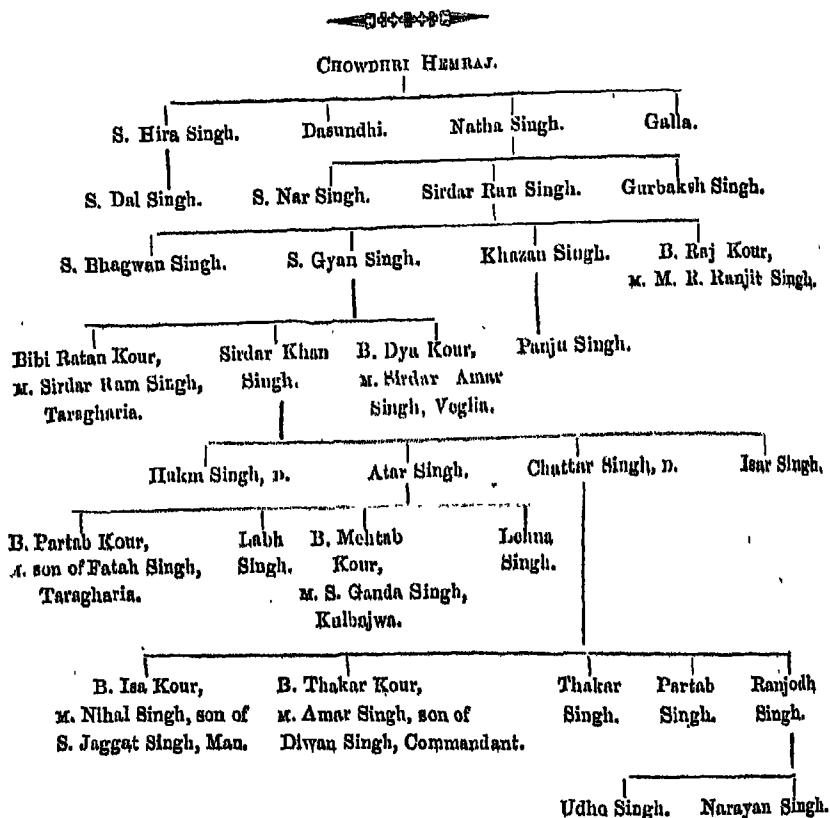 CHOWDHRI HEMRAJ.
S. Hira Singh. Dasundhi. Natha Singh. Galla.
S. Dal Singh. S. Nar Singh. Sirdar Ran Singh. Gurbaksh Singh.
S. Bhagwan Singh. S. Gyan Singh. Khazan Singh. B. Raj Kour,
M. M. R. Ranjit Singh.
Bibi Ratan Kour, Sirdar Khan B. Dya Kour, Panju Singh.
M. Sirdar Ram Singh, Singh. M. Sirdar Amar
Taragharia. Singh, Voglia.
Hukm Singh, D. Atar Singh. Chattar Singh, D. Isar Singh.
B. Partab Kour, Labh B. Mehtab Lehna
son of Fatah Singh, Singh. Kour, Singh.
Taragharia. M. S. Ganda Singh,
Kulbajwa.
B. Isa Kour, B. Thakar Kour, Thakar Partab Ranjodh
M. Nihal Singh, son of M. Amar Singh, son of Singh. Singh. Singh.
S. Jaggat Singh, Man. Diwan Singh, Commandant.
Udho Singh. Narayan Singh.